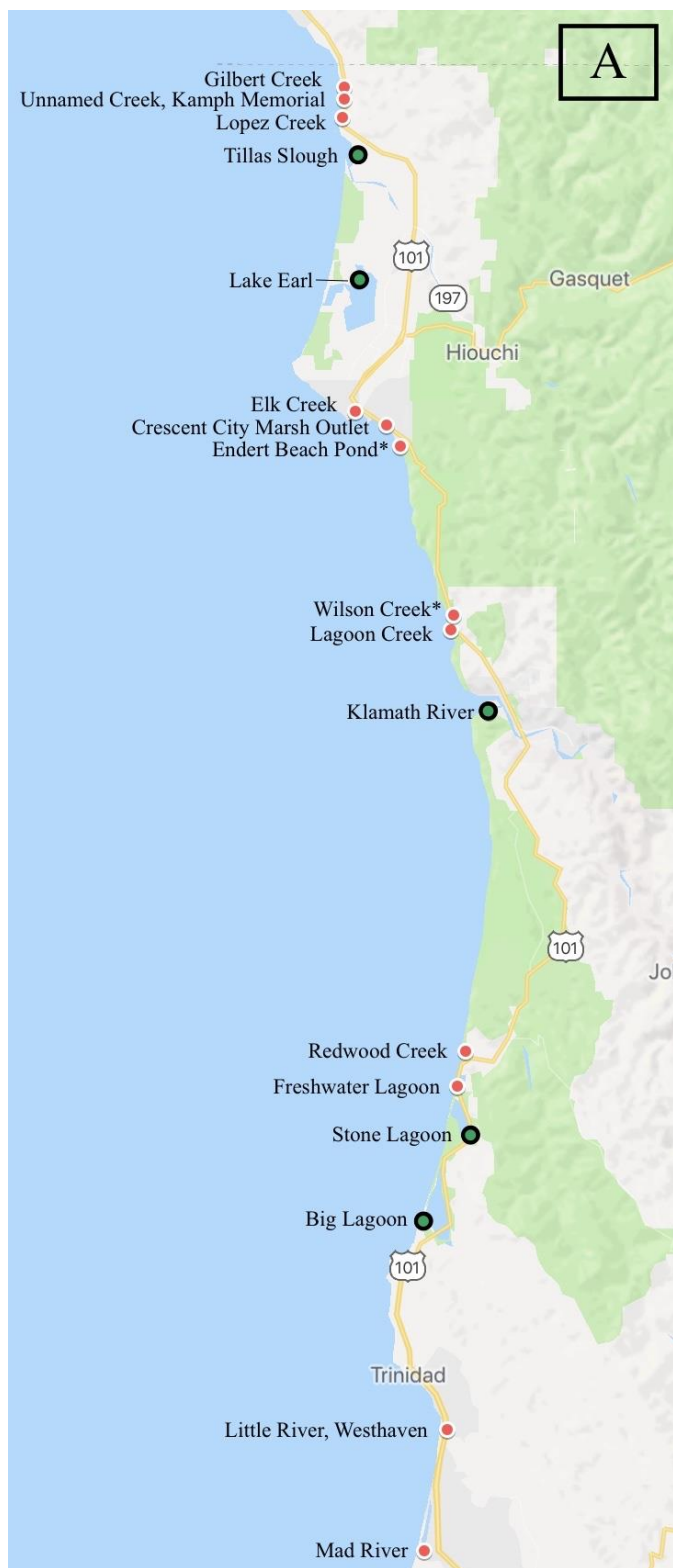 A
Gilbert Creek
Unnamed Creek, Kamph Memorial
Lopez Creek
Tillas Slough
101
Lake Earl
Gasquet
197
Hiouchi
Elk Creek
Crescent City Marsh Outlet
Endert Beach Pond*
Wilson Creek*
Lagoon Creek
Klamath River
101
Jo
Redwood Creek
Freshwater Lagoon
Stone Lagoon
Big Lagoon
101
Trinidad
Little River, Westhaven
Mad River